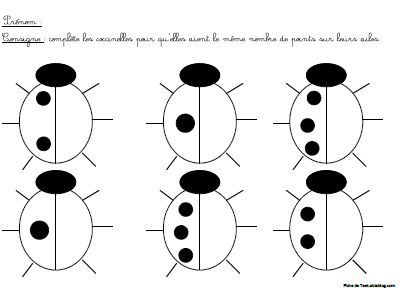 Prénom :
Consigne : complète les coccinelles pour qu'elles aient le même nombre de points sur leurs ailes.
Fiche de TaniaMabloq.com